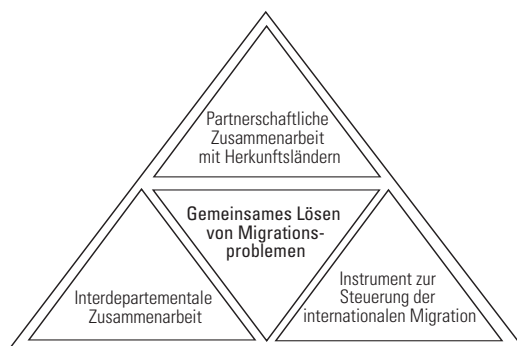 Partnerschaftliche
Zusammenarbeit
mit Herkunftsländern
Gemeinsames Lösen
von Migrations-
problemen
Interdepartementale
Zusammenarbeit
Instrument zur
Steuerung der
internationalen Migration